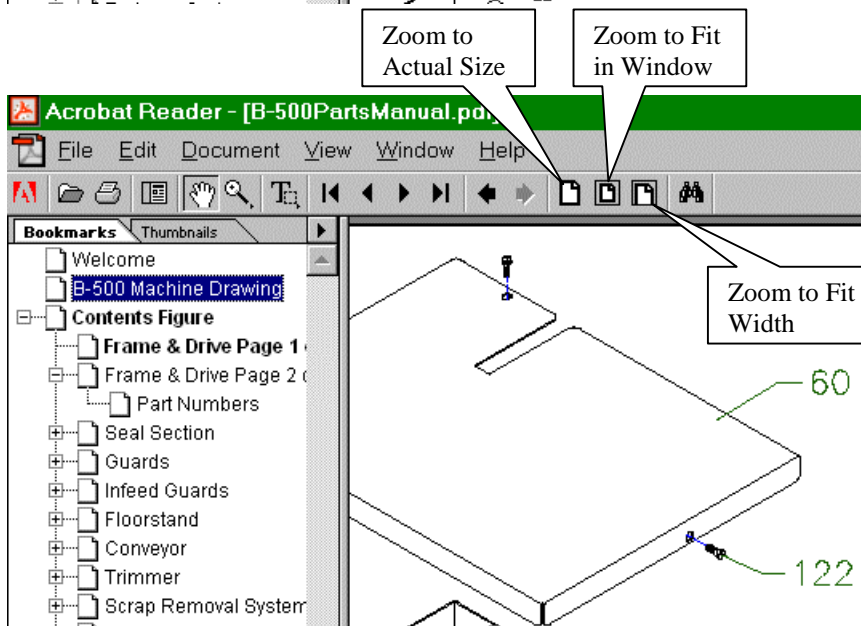 Zoom to
Actual Size
Zoom to Fit
in Window
Acrobat Reader - [B-500PartsManual.pdf]
File Edit Document View Window Help
Bookmarks Thumbnails
Welcome
B-500 Machine Drawing
Contents Figure
Frame & Drive Page 1
Frame & Drive Page 2
Part Numbers
Seal Section
Guards
Infeed Guards
Floorstand
Conveyor
Trimmer
Scrap Removal System
Zoom to Fit
Width
60
122